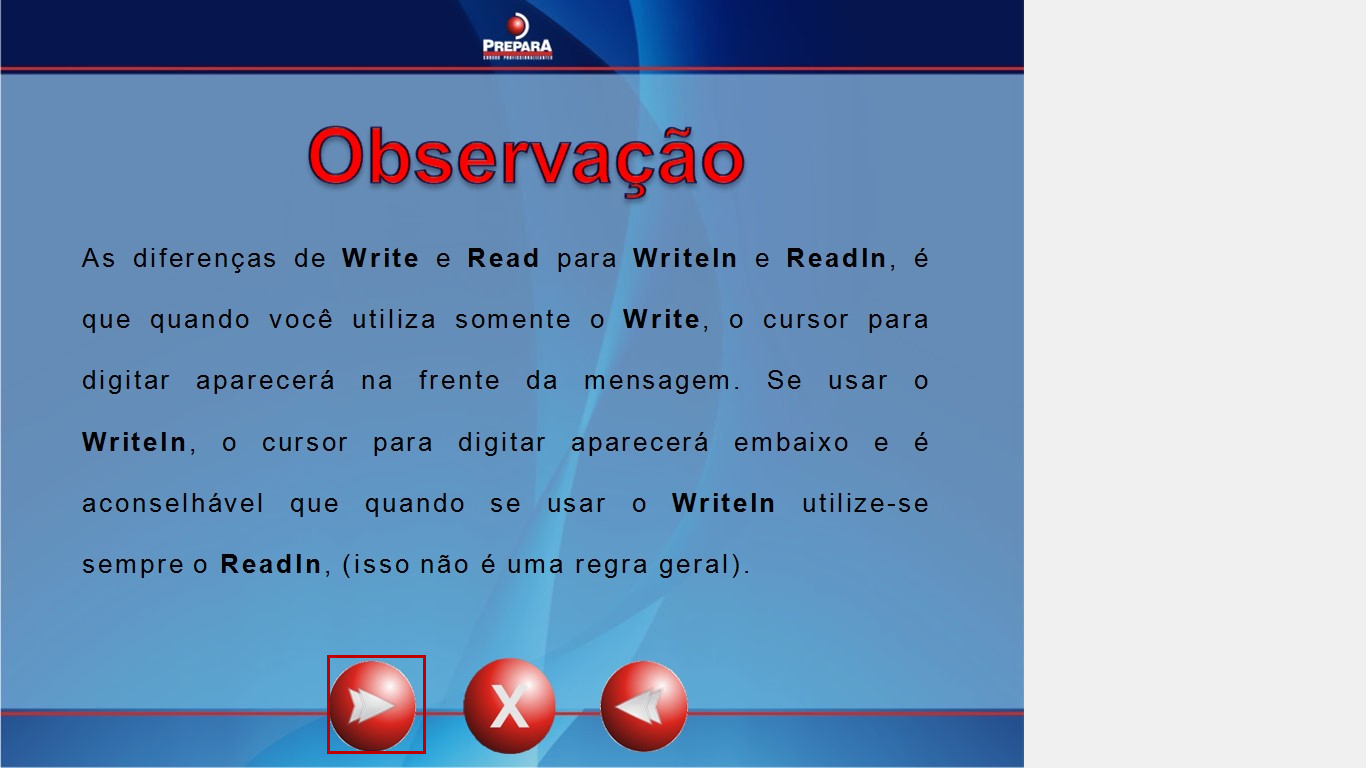 PREPARA
CURSOS PROFISSIONALIZANTES
Observação
As diferenças de Write e Read para Writeln e Readln, é
que quando você utiliza somente o Write, o cursor para
digitar aparecerá na frente da mensagem. Se usar o
Writeln, o cursor para digitar aparecerá embaixo e é
aconselhável que quando se usar o Writeln utilize-se
sempre o Readln, (isso não é uma regra geral).
X